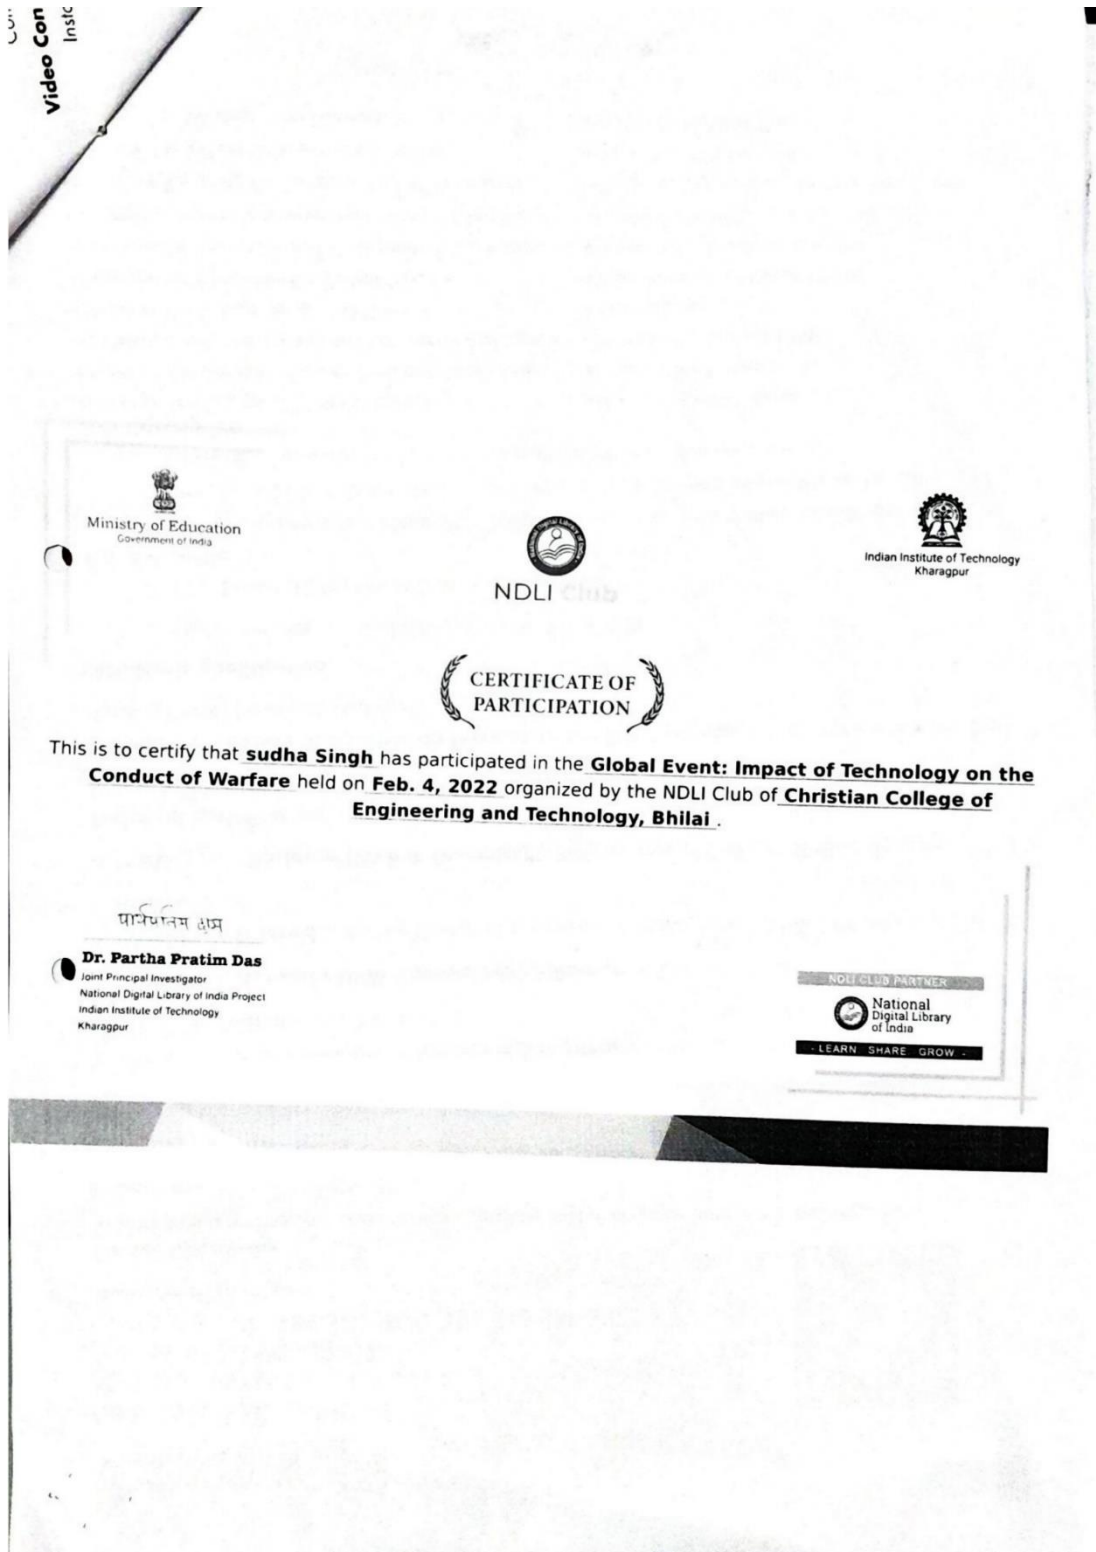 Video Con
Ministry of Education
Government of India
NDLI Club
Indian Institute of Technology
Kharagpur
CERTIFICATE OF
PARTICIPATION
This is to certify that sudha Singh has participated in the Global Event: Impact of Technology on the
Conduct of Warfare held on Feb. 4, 2022 organized by the NDLI Club of Christian College of
Engineering and Technology, Bhilai .
Dr. Partha Pratim Das
Joint Principal Investigator
National Digital Library of India Project
Indian Institute of Technology
Kharagpur
NDLI CLUB PARTNER
National
Digital Library
of India
- LEARN SHARE GROW -